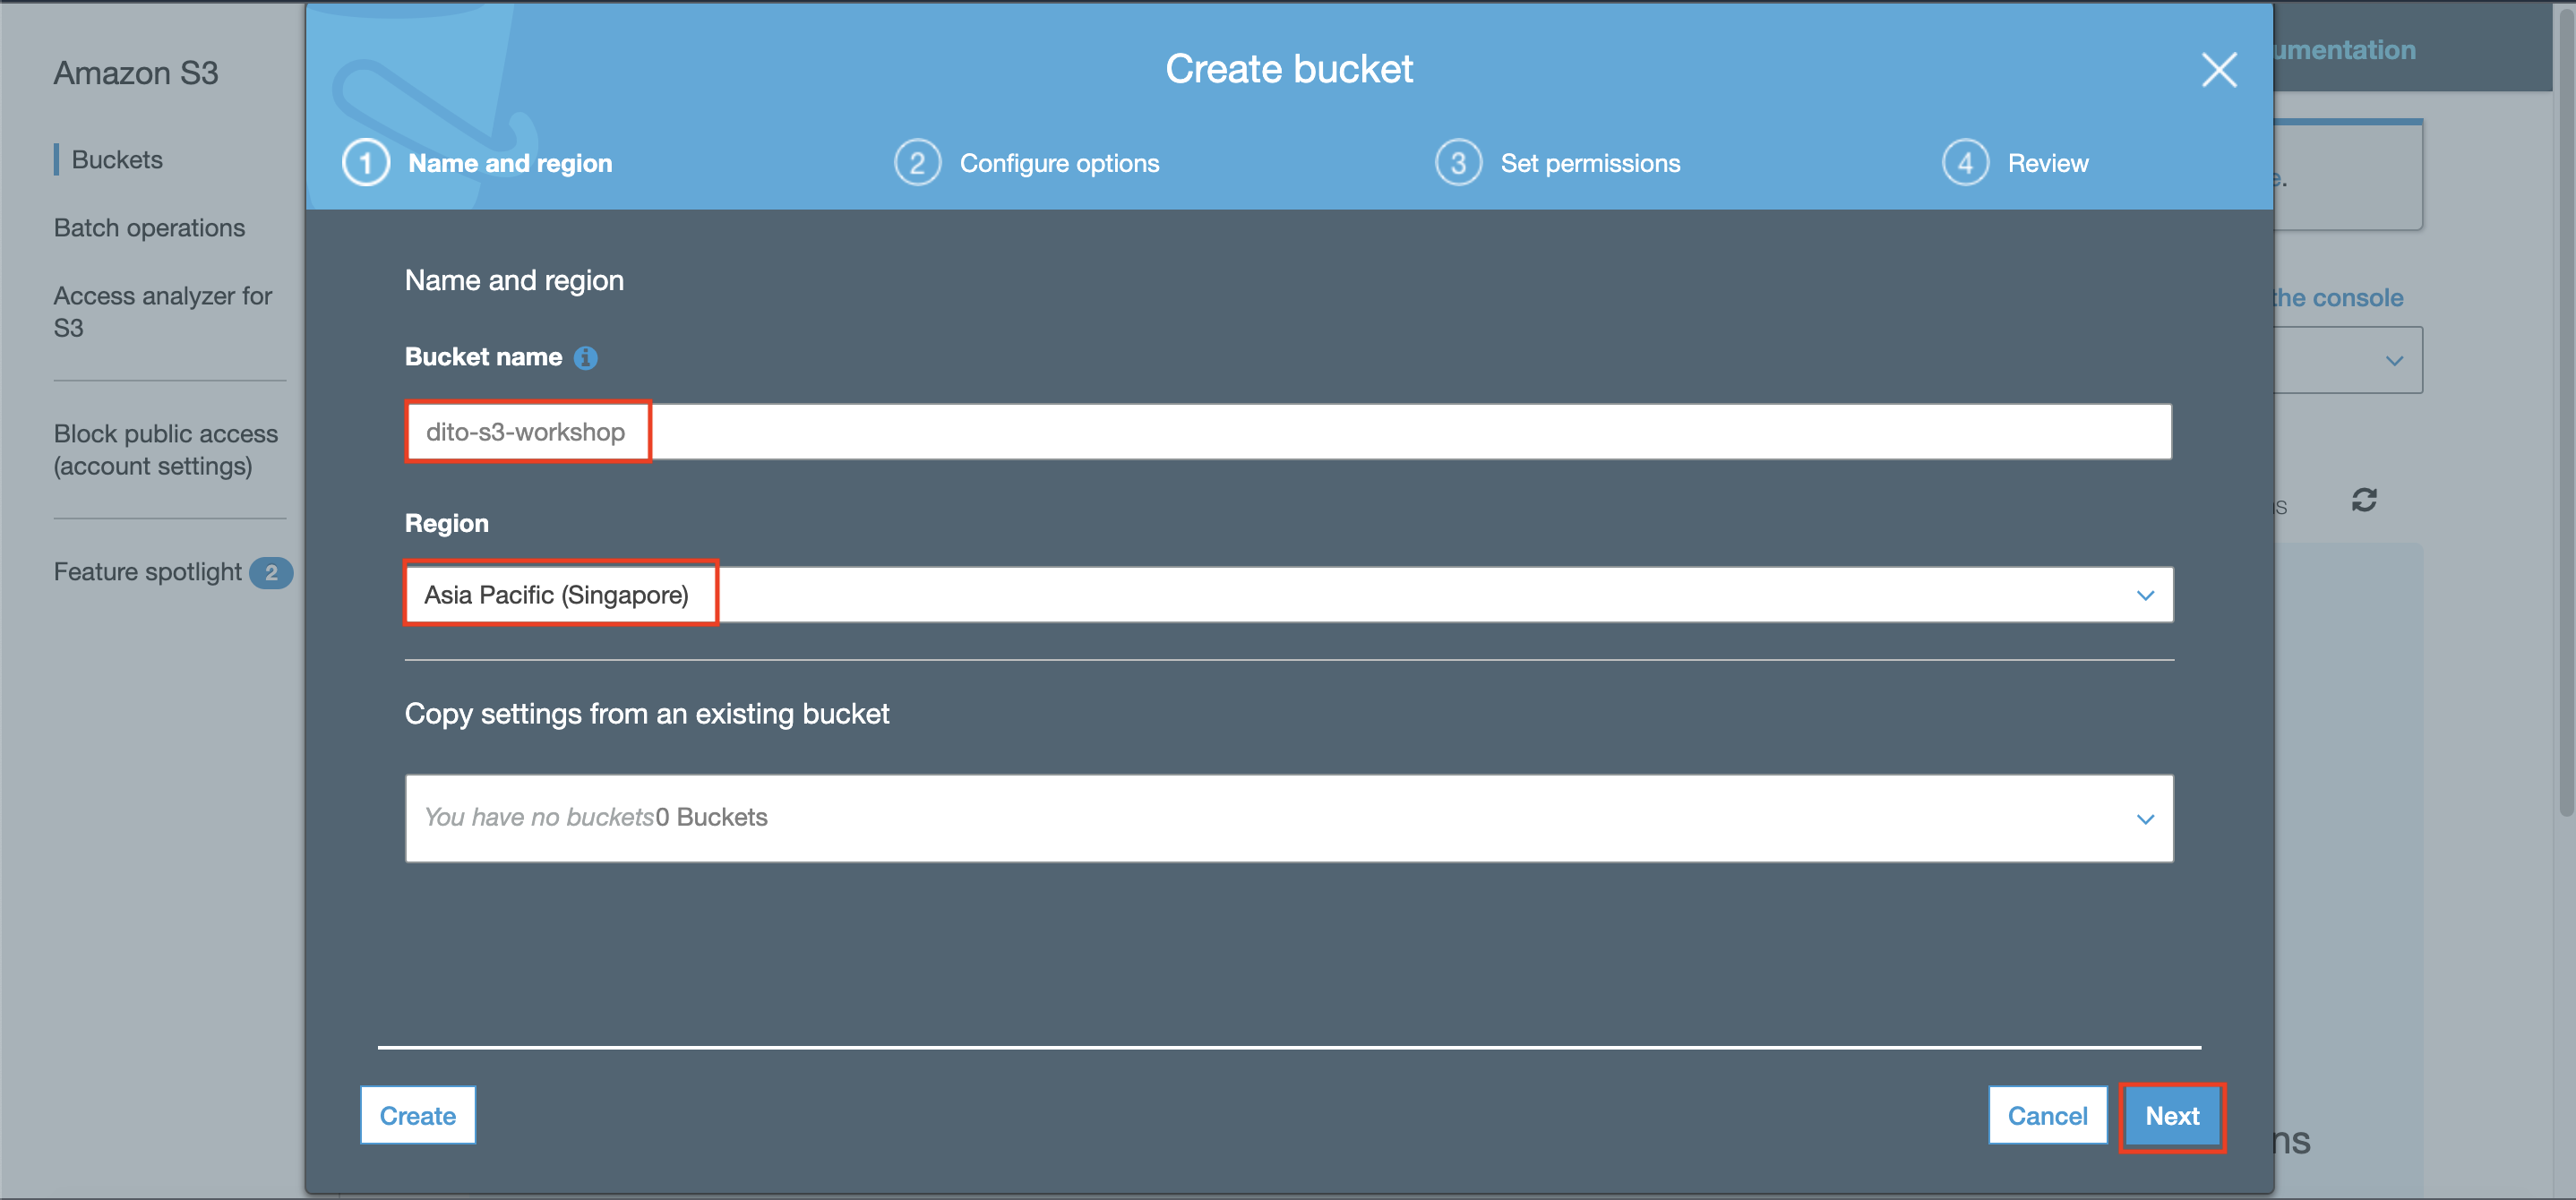 Amazon S3
Buckets
Batch operations
Access analyzer for
S3
Block public access
(account settings)
Feature spotlight 2
Create bucket
1 Name and region
2 Configure options
3 Set permissions
4 Review
Name and region
Bucket name
dito-s3-workshop
Region
Asia Pacific (Singapore)
Copy settings from an existing bucket
You have no buckets0 Buckets
Create
Cancel
Next
umentation
e.
the console
s
ns